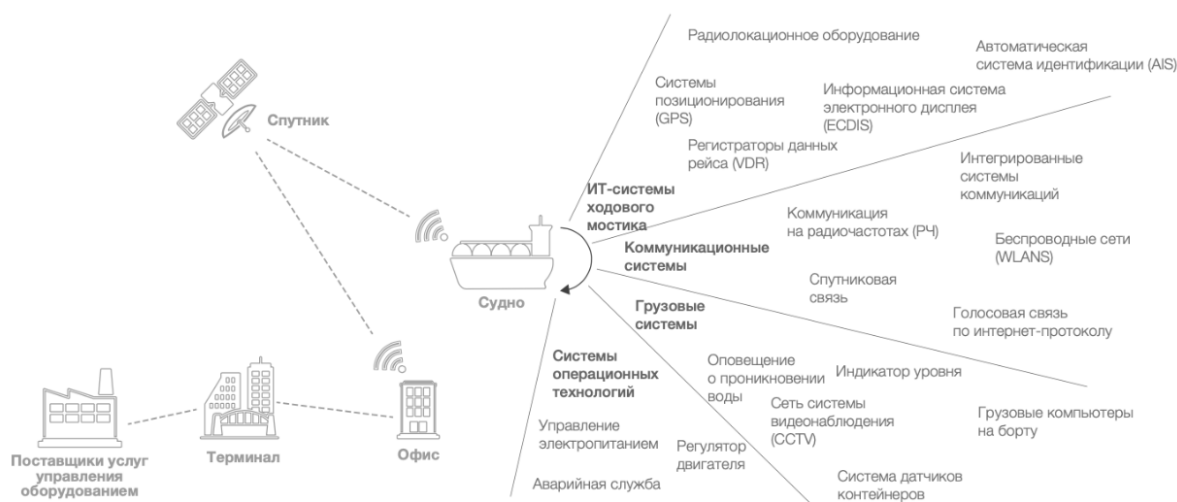 Спутник
Судно
Офис
Терминал
Поставщики услуг
управления
оборудованием
ИТ-системы
ходового
мостика
Радиолокационное оборудование
Автоматическая
система идентификации (AIS)
Системы
позиционирования
(GPS)
Информационная система
электронного дисплея
(ECDIS)
Регистраторы данных
рейса (VDR)
Коммуникационные
системы
Интегрированные
системы
коммуникаций
Коммуникация
на радиочастотах (РЧ)
Беспроводные сети
(WLANS)
Спутниковая
связь
Голосовая связь
по интернет-протоколу
Грузовые
системы
Оповещение
о проникновении
воды
Индикатор уровня
Сеть системы
видеонаблюдения
(CCTV)
Грузовые компьютеры
на борту
Система датчиков
контейнеров
Системы
операционных
технологий
Управление
электропитанием
Регулятор
двигателя
Аварийная служба